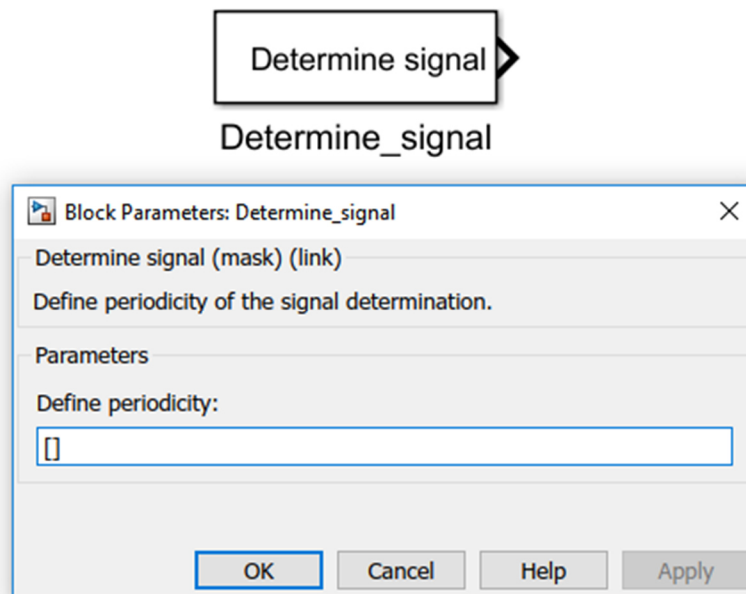 Determine signal
Determine_signal
Block Parameters: Determine_signal
Determine signal (mask) (link)
Define periodicity of the signal determination.
Parameters
Define periodicity:
[]
OK Cancel Help Apply